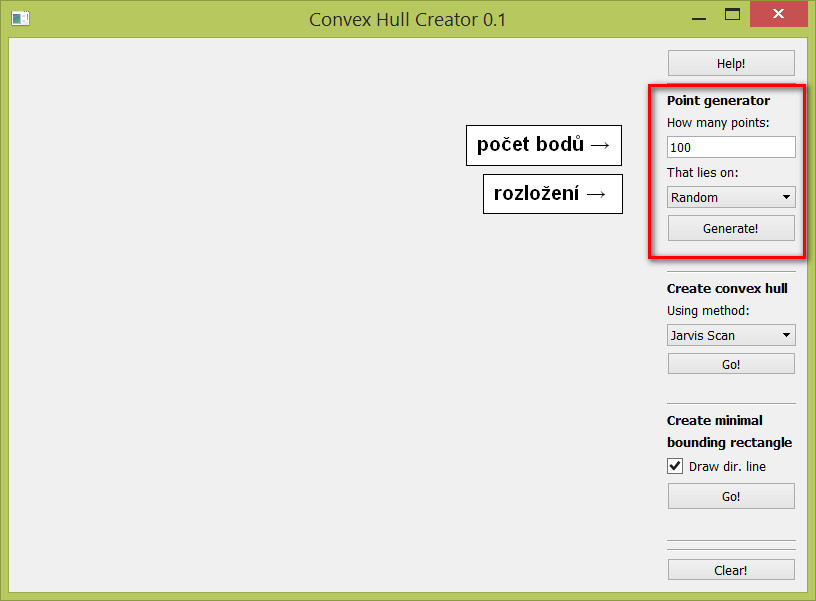 Convex Hull Creator 0.1
Help!
Point generator
How many points:
počet bodů →
100
That lies on:
rozložení →
Random
Generate!
Create convex hull
Using method:
Jarvis Scan
Go!
Create minimal
bounding rectangle
Draw dir. line
Go!
Clear!